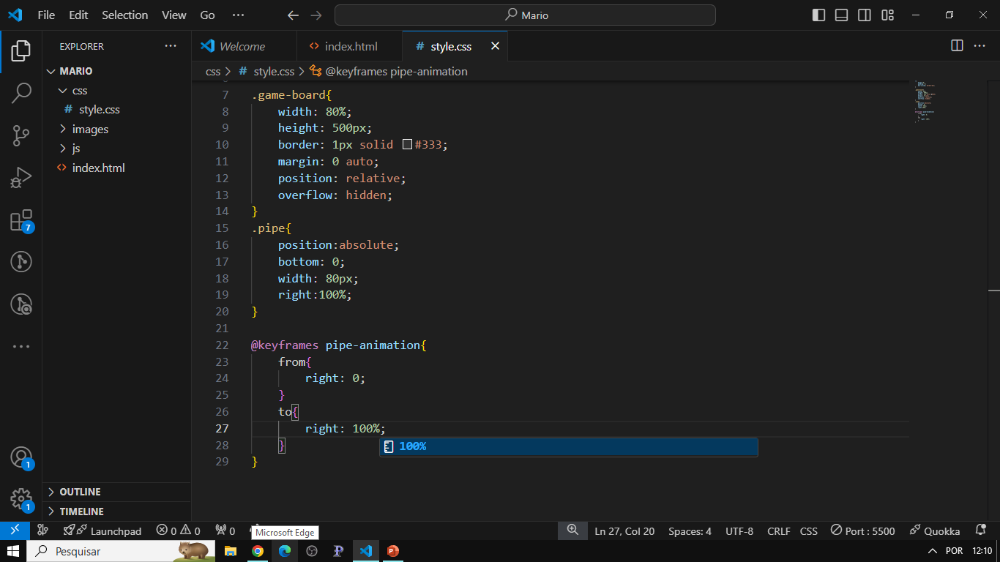 File Edit Selection View Go ··· Mario
EXPLORER ···
Welcome index.html style.css
css > style.css > @keyframes pipe-animation
MARIO
css
style.css
images
js
index.html
7 .game-board{
8 width: 80%;
9 height: 500px;
10 border: 1px solid #333;
11 margin: 0 auto;
12 position: relative;
13 overflow: hidden;
14 }
15 .pipe{
16 position:absolute;
17 bottom: 0;
18 width: 80px;
19 right:100%;
20 }
21
22 @keyframes pipe-animation{
23 from{
24 right: 0;
25 }
26 to{
27 right: 100%;
28 }
100%
29 }
7
1
1
OUTLINE
TIMELINE
Launchpad 0 0 0 Ln 27, Col 20 Spaces: 4 UTF-8 CRLF CSS Port : 5500 Quokka
Microsoft Edge
Pesquisar POR 12:10